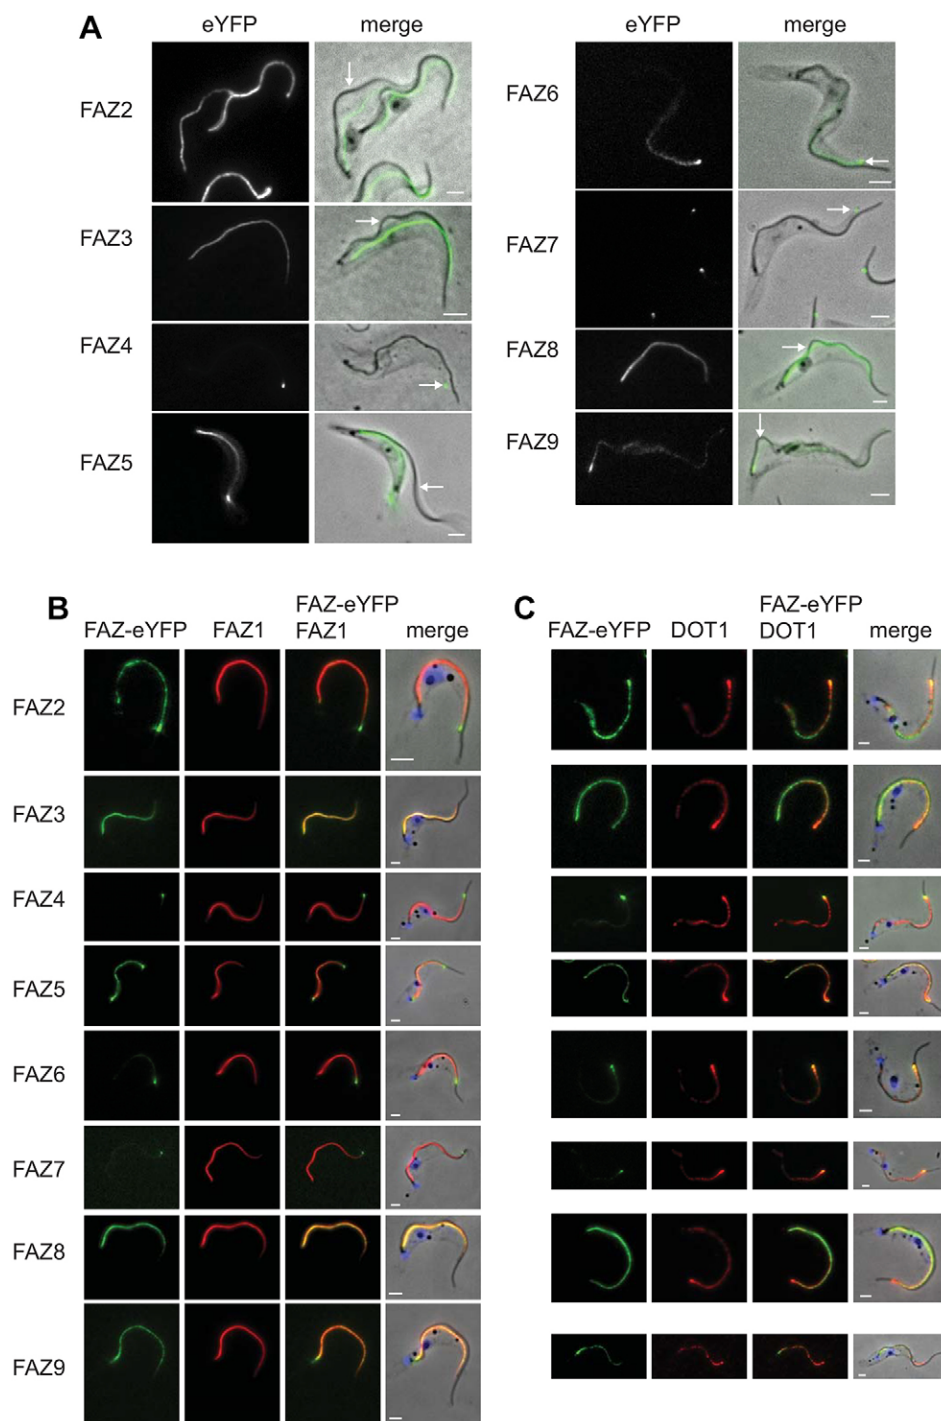 A
eYFP merge
FAZ2
FAZ3
FAZ4
FAZ5
eYFP merge
FAZ6
FAZ7
FAZ8
FAZ9
B
FAZ-eYFP FAZ1 FAZ-eYFP FAZ1 merge
FAZ2
FAZ3
FAZ4
FAZ5
FAZ6
FAZ7
FAZ8
FAZ9
C
FAZ-eYFP DOT1 FAZ-eYFP DOT1 merge